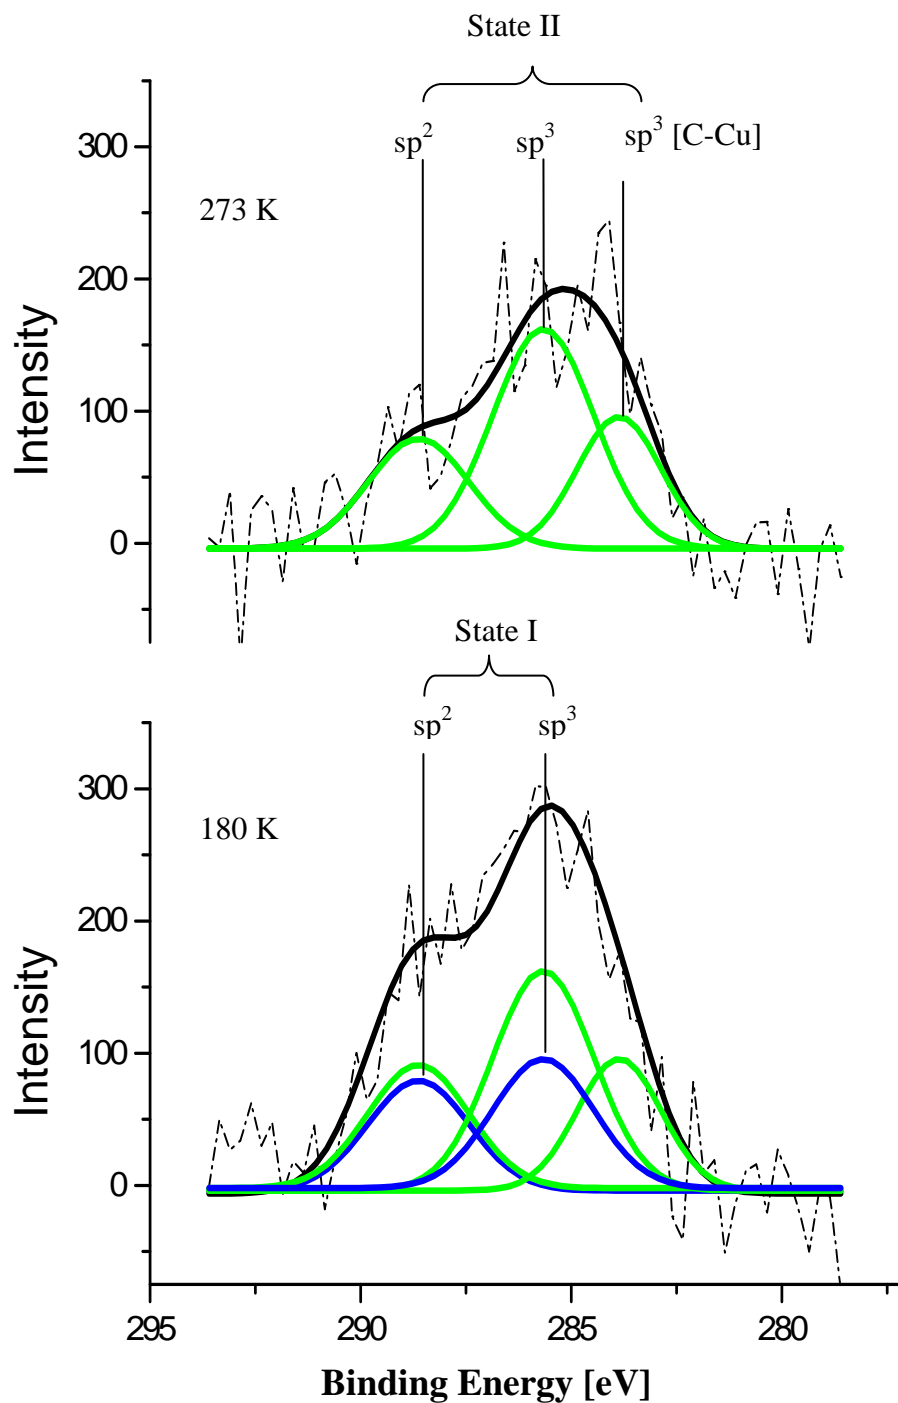 State II
sp² sp³ sp³ [C-Cu]
300
273 K
200
100
0
Intensity
State I
sp² sp³
300
180 K
200
100
0
Intensity
295 290 285 280
Binding Energy [eV]